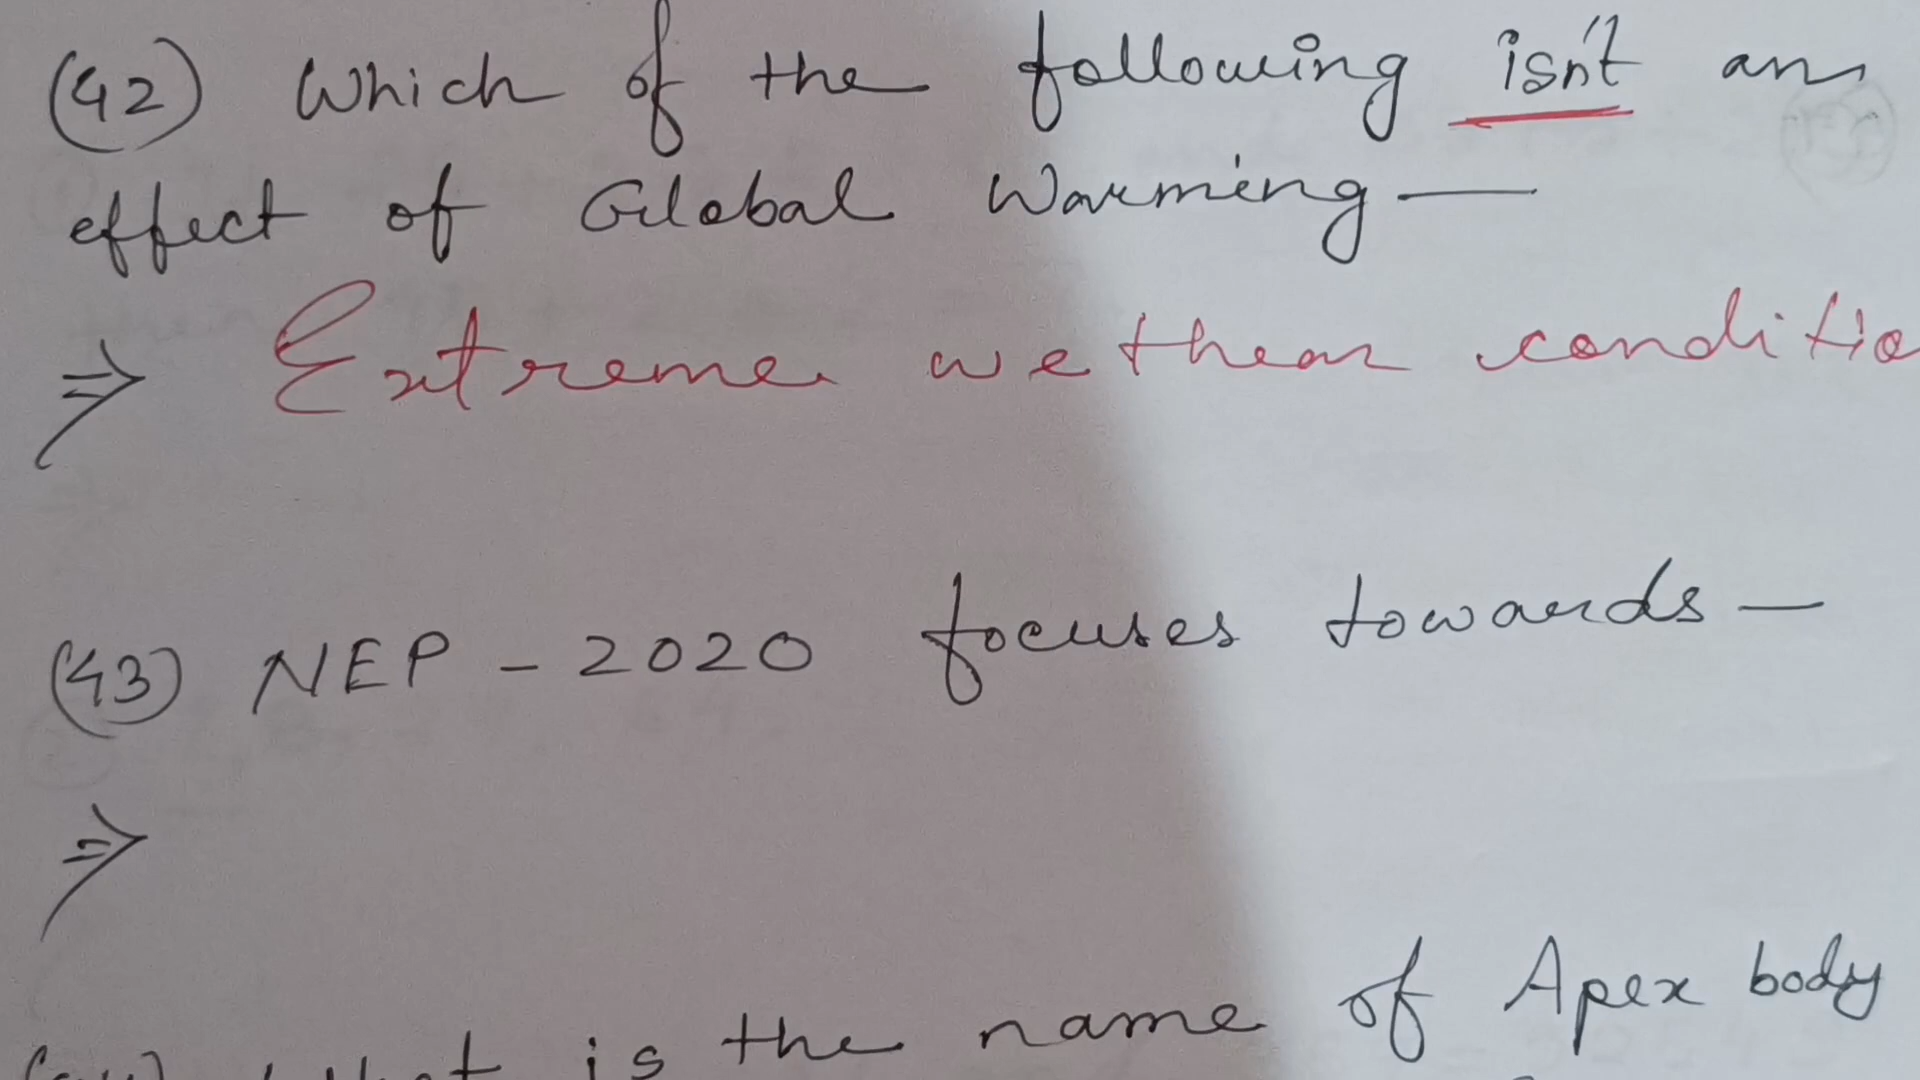 (42) Which of the following isn't an
effect of Global Warming—
⇒ Extreme wethear conditio
(43) NEP - 2020 focuses towards —
⇒
is the name of Apex body